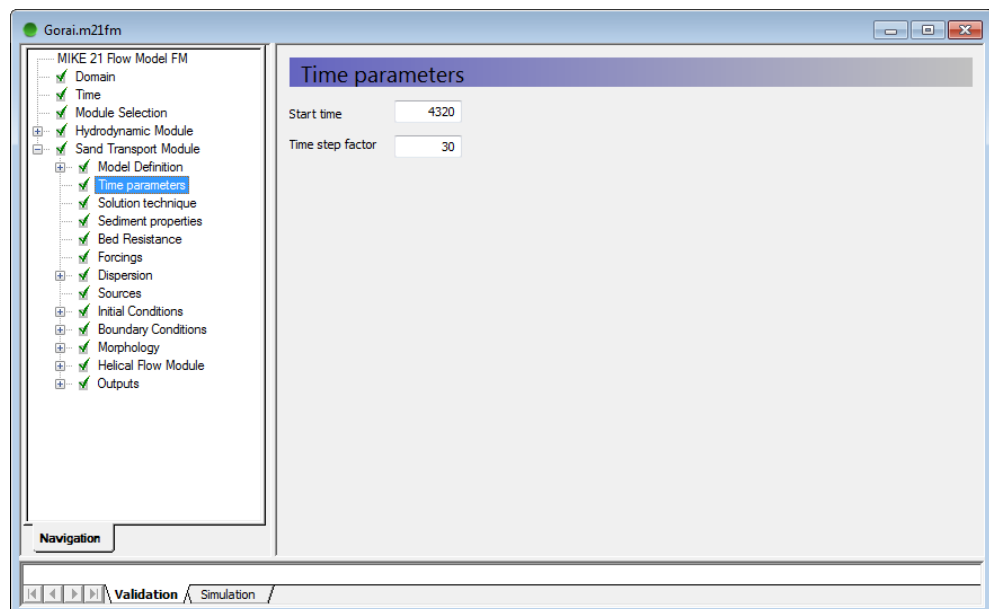 Gorai.m21fm
MIKE 21 Flow Model FM
Domain
Time
Module Selection
Hydrodynamic Module
Sand Transport Module
Model Definition
Time parameters
Solution technique
Sediment properties
Bed Resistance
Forcings
Dispersion
Sources
Initial Conditions
Boundary Conditions
Morphology
Helical Flow Module
Outputs
Navigation
Time parameters
Start time 4320
Time step factor 30
Validation Simulation